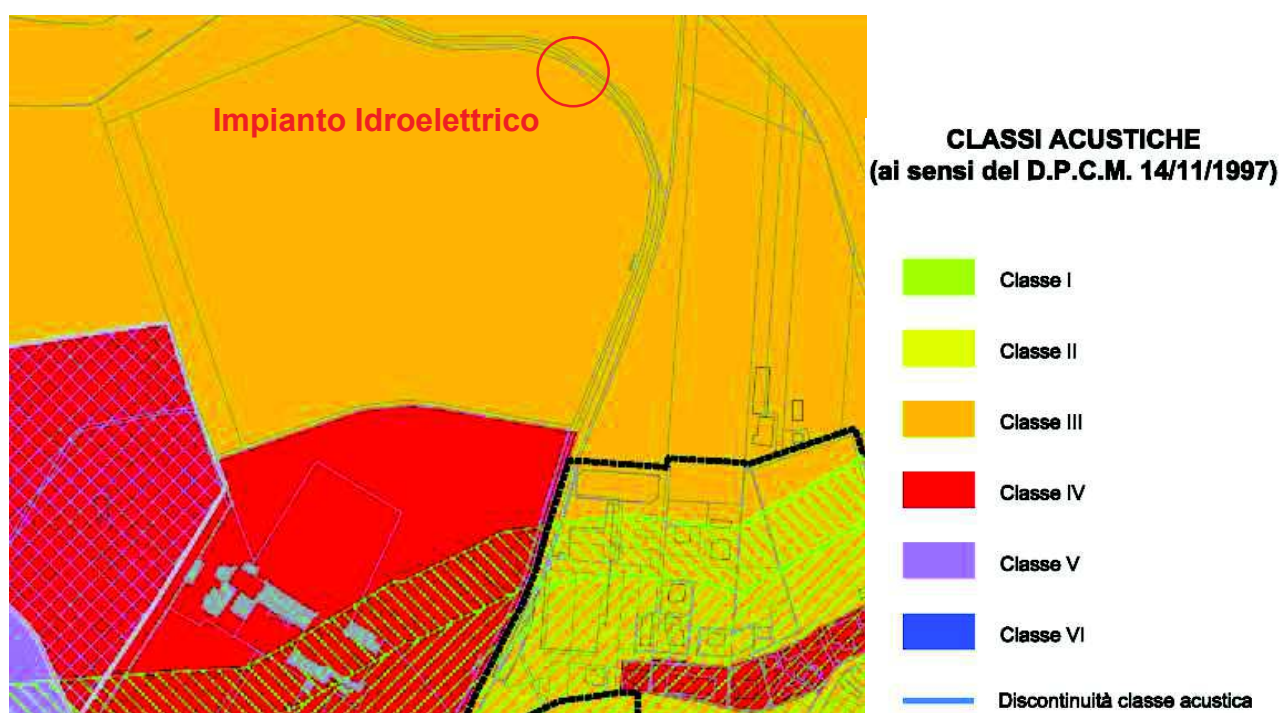 Impianto Idroelettrico
CLASSI ACUSTICHE
(ai sensi del D.P.C.M. 14/11/1997)
Classe I
Classe II
Classe III
Classe IV
Classe V
Classe VI
Discontinuità classe acustica